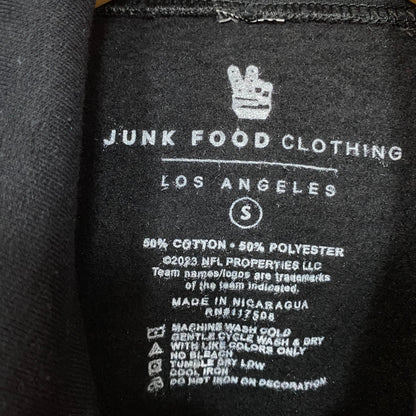 JUNK FOOD CLOTHING
LOS ANGELES
S
50% COTTON • 50% POLYESTER
©2023 NFL PROPERTIES LLC
Team names/logos are trademarks
of the team indicated.
MADE IN NICARAGUA
RN#117508
MACHINE WASH COLD
GENTLE CYCLE WASH & DRY
WITH LIKE COLORS ONLY
NO BLEACH
TUMBLE DRY LOW
COOL IRON
DO NOT IRON ON DECORATION